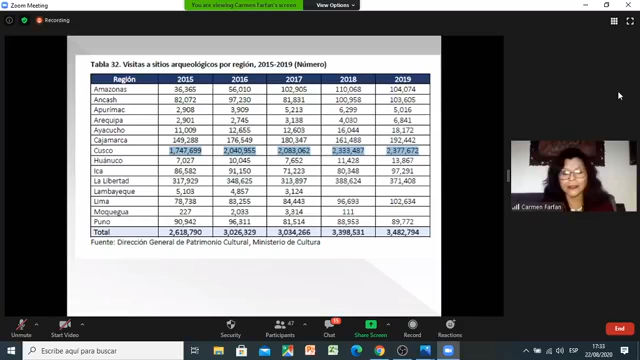 Zoom Meeting
You are viewing Carmen Farfan's screen
View Options
Recording
Tabla 32. Visitas a sitios arqueológicos por región, 2015-2019 (Número)
Región 2015 2016 2017 2018 2019
Amazonas 36,365 56,010 102,905 110,068 104,074
Ancash 82,072 97,230 81,831 100,958 103,605
Apurímac 2,908 3,909 5,213 6,299 5,016
Arequipa 2,901 2,745 3,138 4,030 6,841
Ayacucho 11,009 12,655 12,603 16,044 18,172
Cajamarca 149,288 176,549 180,347 161,488 192,442
Cusco 1,747,699 2,040,955 2,083,062 2,333,487 2,377,672
Huánuco 7,027 10,045 7,652 11,428 13,867
Ica 86,582 91,150 71,223 80,348 97,291
La Libertad 317,929 348,625 313,897 388,624 371,408
Lambayeque 5,103 4,857 3,124
Lima 78,738 83,255 84,443 96,693 102,634
Moquegua 227 2,033 3,314 111
Puno 90,942 96,311 81,514 88,953 89,772
Total 2,618,790 3,026,329 3,034,266 3,398,531 3,482,794
Fuente: Dirección General de Patrimonio Cultural, Ministerio de Cultura
Carmen Farfan
Unmute
Start Video
Security
47
Participants
35
Chat
Share Screen
Record
Reactions
End
Escribe aquí para buscar
ESP
17:33
22/08/2020